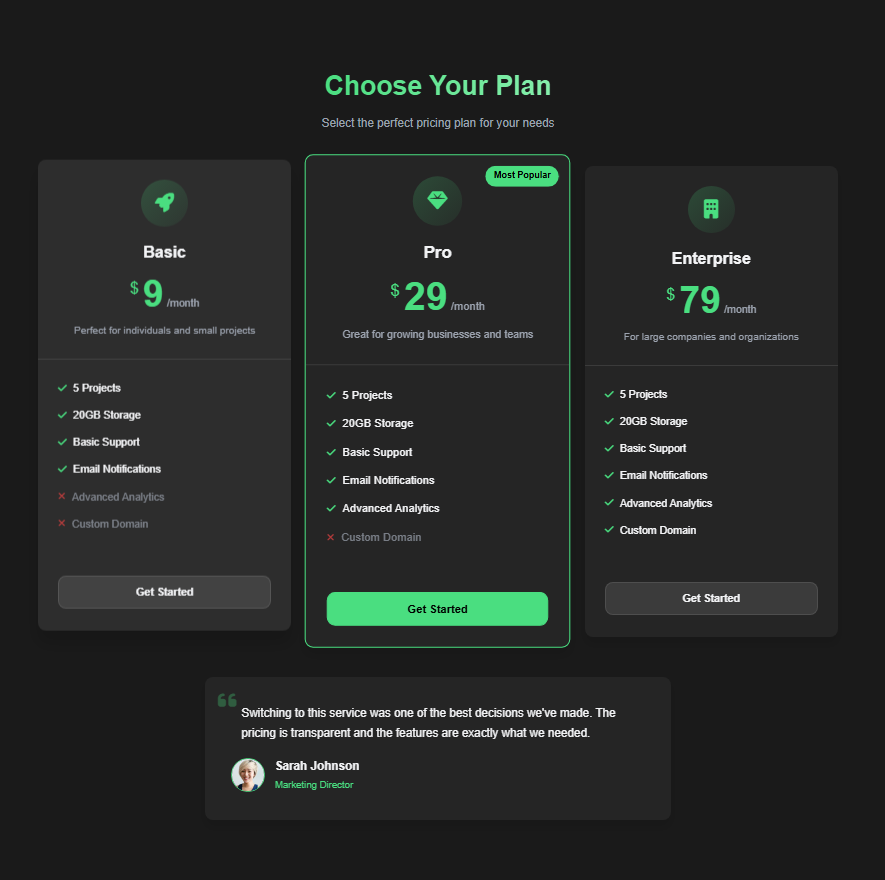 Choose Your Plan
Select the perfect pricing plan for your needs
Basic
$ 9 /month
Perfect for individuals and small projects
5 Projects
20GB Storage
Basic Support
Email Notifications
Advanced Analytics
Custom Domain
Get Started
Most Popular
Pro
$ 29 /month
Great for growing businesses and teams
5 Projects
20GB Storage
Basic Support
Email Notifications
Advanced Analytics
Custom Domain
Get Started
Enterprise
$ 79 /month
For large companies and organizations
5 Projects
20GB Storage
Basic Support
Email Notifications
Advanced Analytics
Custom Domain
Get Started
Switching to this service was one of the best decisions we've made. The
pricing is transparent and the features are exactly what we needed.
Sarah Johnson
Marketing Director